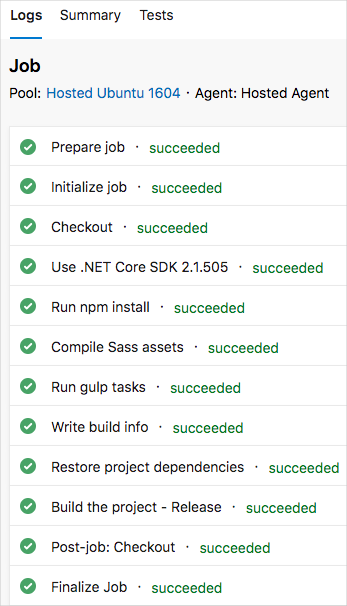 Logs Summary Tests
Job
Pool: Hosted Ubuntu 1604 · Agent: Hosted Agent
Prepare job · succeeded
Initialize job · succeeded
Checkout · succeeded
Use .NET Core SDK 2.1.505 · succeeded
Run npm install · succeeded
Compile Sass assets · succeeded
Run gulp tasks · succeeded
Write build info · succeeded
Restore project dependencies · succeeded
Build the project - Release · succeeded
Post-job: Checkout · succeeded
Finalize Job · succeeded